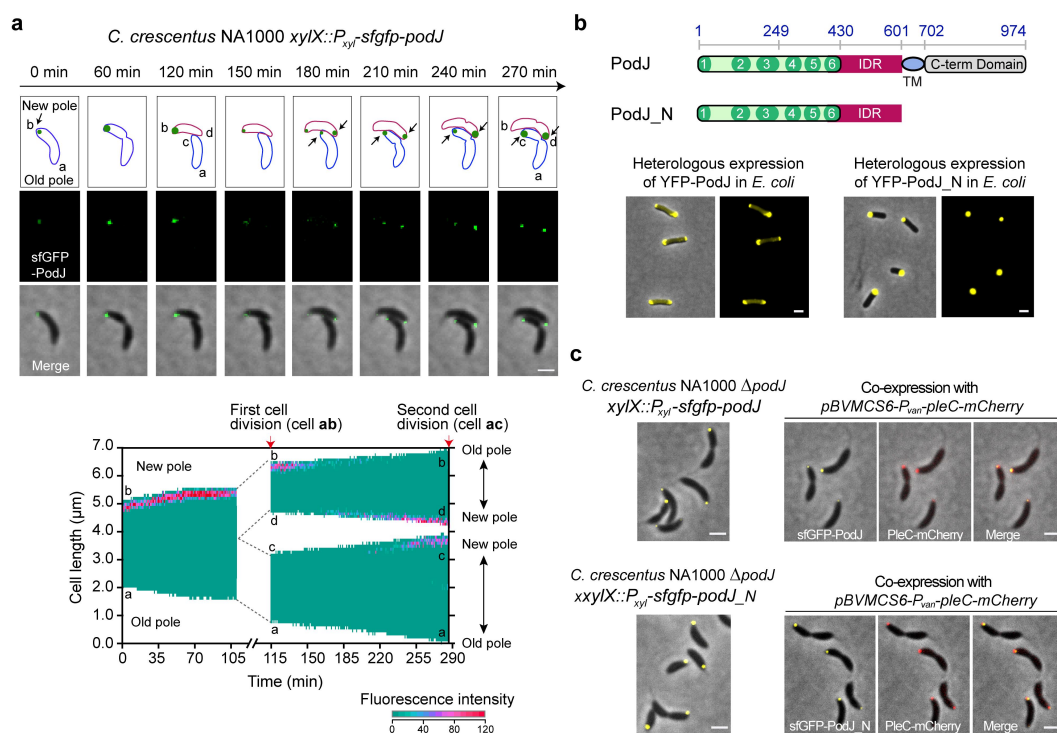 a
C. crescentus NA1000 xylX::Pxyl-sfgfp-podJ
0 min 60 min 120 min 150 min 180 min 210 min 240 min 270 min
New pole
b
a
Old pole
b d
c
a
c d
a
sfGFP
-PodJ
Merge
First cell
division (cell ab)
Second cell
division (cell ac)
Cell length (μm)
7.0
6.0
5.0
4.0
3.0
2.0
1.0
0.0
New pole
b
a
Old pole
b
d
c
a
Old pole
b
d
New pole
New pole
c
a
Old pole
0 35 70 105 115 150 185 220 255 290
Time (min)
Fluorescence intensity
0 40 80 120
b
1 249 430 601 702 974
PodJ
1 2 3 4 5 6 IDR C-term Domain
TM
PodJ_N
1 2 3 4 5 6 IDR
Heterologous expression
of YFP-PodJ in E. coli
Heterologous expression
of YFP-PodJ_N in E. coli
c
C. crescentus NA1000 ΔpodJ
xylX::Pxyl-sfgfp-podJ
Co-expression with
pBVMCS6-Pvan-pleC-mCherry
sfGFP-PodJ PleC-mCherry Merge
C. crescentus NA1000 ΔpodJ
xxylX::Pxyl-sfgfp-podJ_N
Co-expression with
pBVMCS6-Pvan-pleC-mCherry
sfGFP-PodJ_N PleC-mCherry Merge